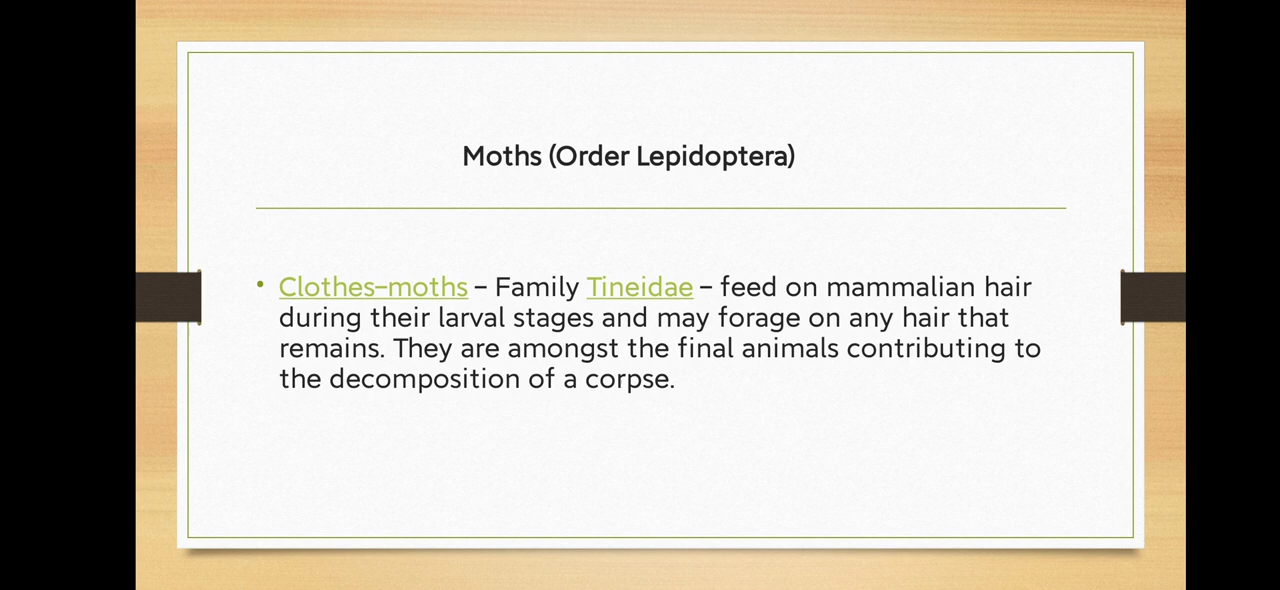 Moths (Order Lepidoptera)
• Clothes-moths – Family Tineidae – feed on mammalian hair
during their larval stages and may forage on any hair that
remains. They are amongst the final animals contributing to
the decomposition of a corpse.